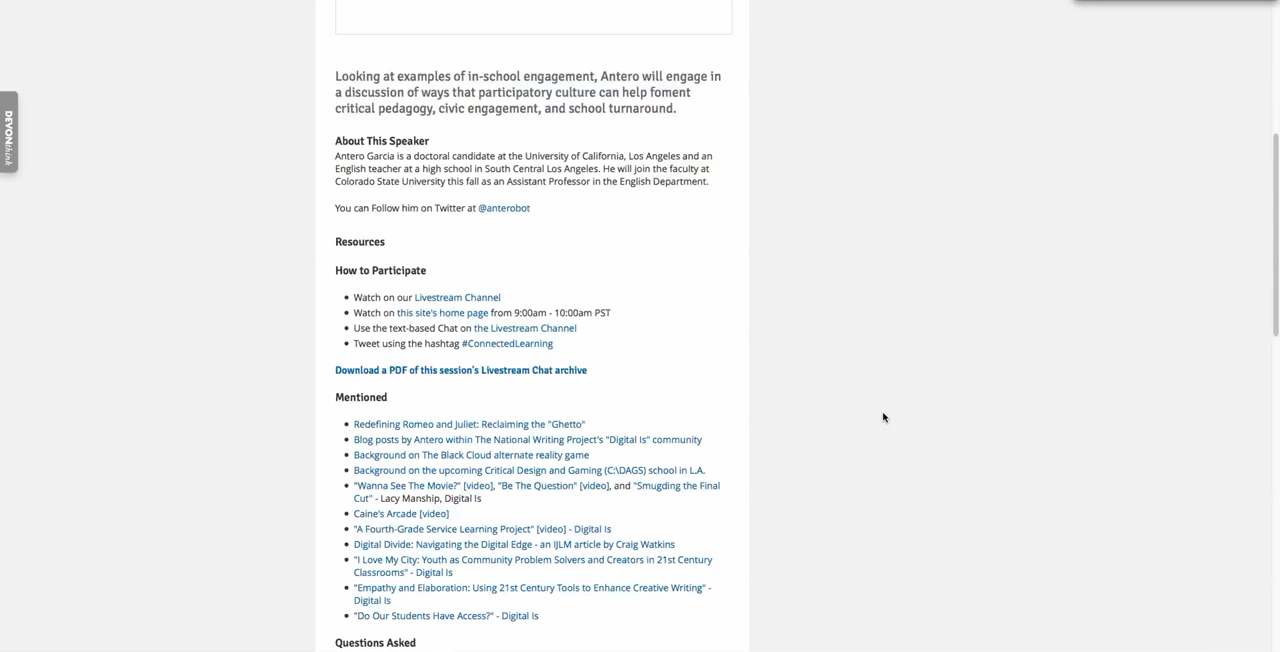 Looking at examples of in-school engagement, Antero will engage in
a discussion of ways that participatory culture can help foment
critical pedagogy, civic engagement, and school turnaround.
DEVONthink
About This Speaker
Antero Garcia is a doctoral candidate at the University of California, Los Angeles and an
English teacher at a high school in South Central Los Angeles. He will join the faculty at
Colorado State University this fall as an Assistant Professor in the English Department.
You can Follow him on Twitter at @anterobot
Resources
How to Participate
• Watch on our Livestream Channel
• Watch on this site's home page from 9:00am - 10:00am PST
• Use the text-based Chat on the Livestream Channel
• Tweet using the hashtag #ConnectedLearning
Download a PDF of this session's Livestream Chat archive
Mentioned
• Redefining Romeo and Juliet: Reclaiming the "Ghetto"
• Blog posts by Antero within The National Writing Project's "Digital Is" community
• Background on The Black Cloud alternate reality game
• Background on the upcoming Critical Design and Gaming (C:\DAGS) school in L.A.
• "Wanna See The Movie?" [video], "Be The Question" [video], and "Smugding the Final
Cut" - Lacy Manship, Digital Is
• Caine's Arcade [video]
• "A Fourth-Grade Service Learning Project" [video] - Digital Is
• Digital Divide: Navigating the Digital Edge - an IJLM article by Craig Watkins
• "I Love My City: Youth as Community Problem Solvers and Creators in 21st Century
Classrooms" - Digital Is
• "Empathy and Elaboration: Using 21st Century Tools to Enhance Creative Writing" -
Digital Is
• "Do Our Students Have Access?" - Digital Is
Questions Asked